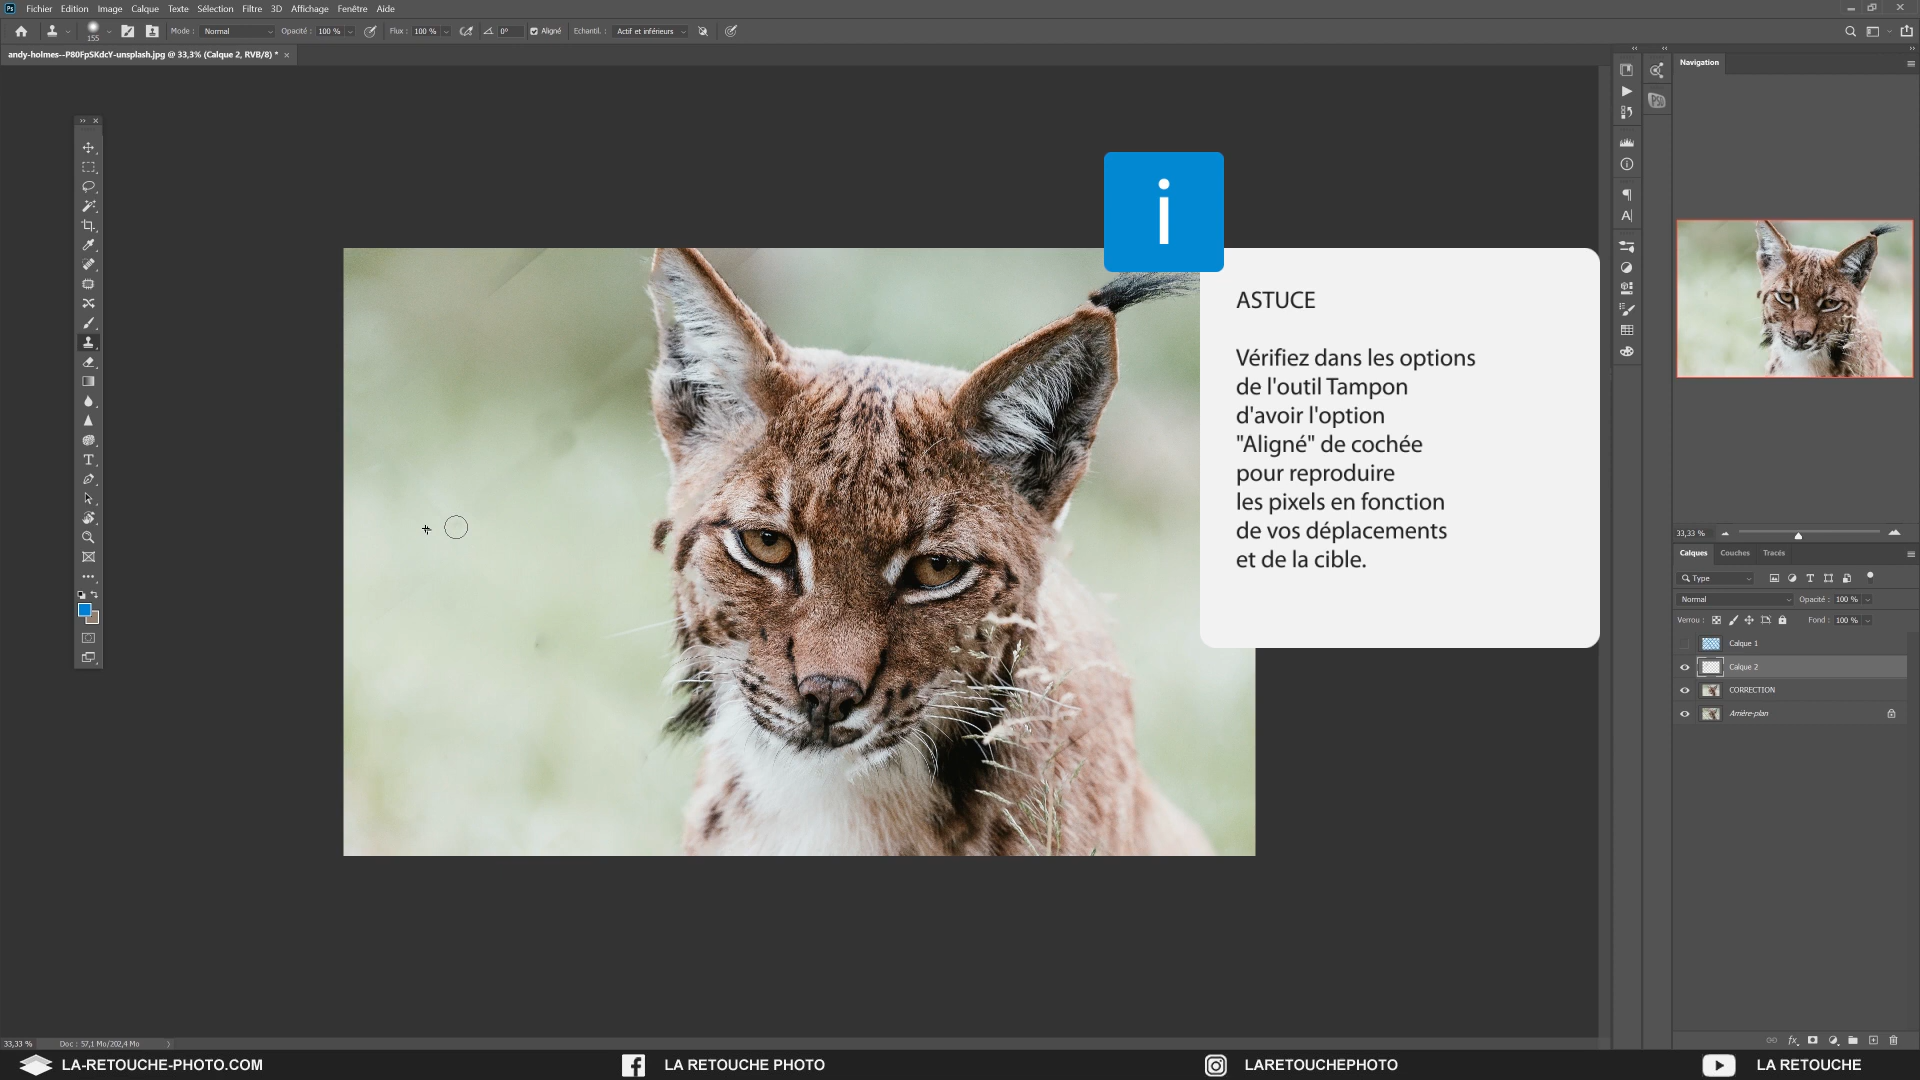 Ps Fichier Edition Image Calque Texte Sélection Filtre 3D Affichage Fenêtre Aide
155 Mode : Normal Opacité : 100 % Flux : 100 % 0° Aligné Echantil. : Actif et inférieurs
andy-holmes--P80FpSKdcY-unsplash.jpg @ 33,3% (Calque 2, RVB/8) *
Navigation
i
ASTUCE
Vérifiez dans les options
de l'outil Tampon
d'avoir l'option
"Aligné" de cochée
pour reproduire
les pixels en fonction
de vos déplacements
et de la cible.
33,33 %
Calques Couches Tracés
Type
Normal Opacité : 100 %
Verrou : Fond : 100 %
Calque 1
Calque 2
CORRECTION
Arrière-plan
33,33 % Doc : 57,1 Mo/202,4 Mo
LA-RETOUCHE-PHOTO.COM LA RETOUCHE PHOTO LARETOUCHEPHOTO LA RETOUCHE